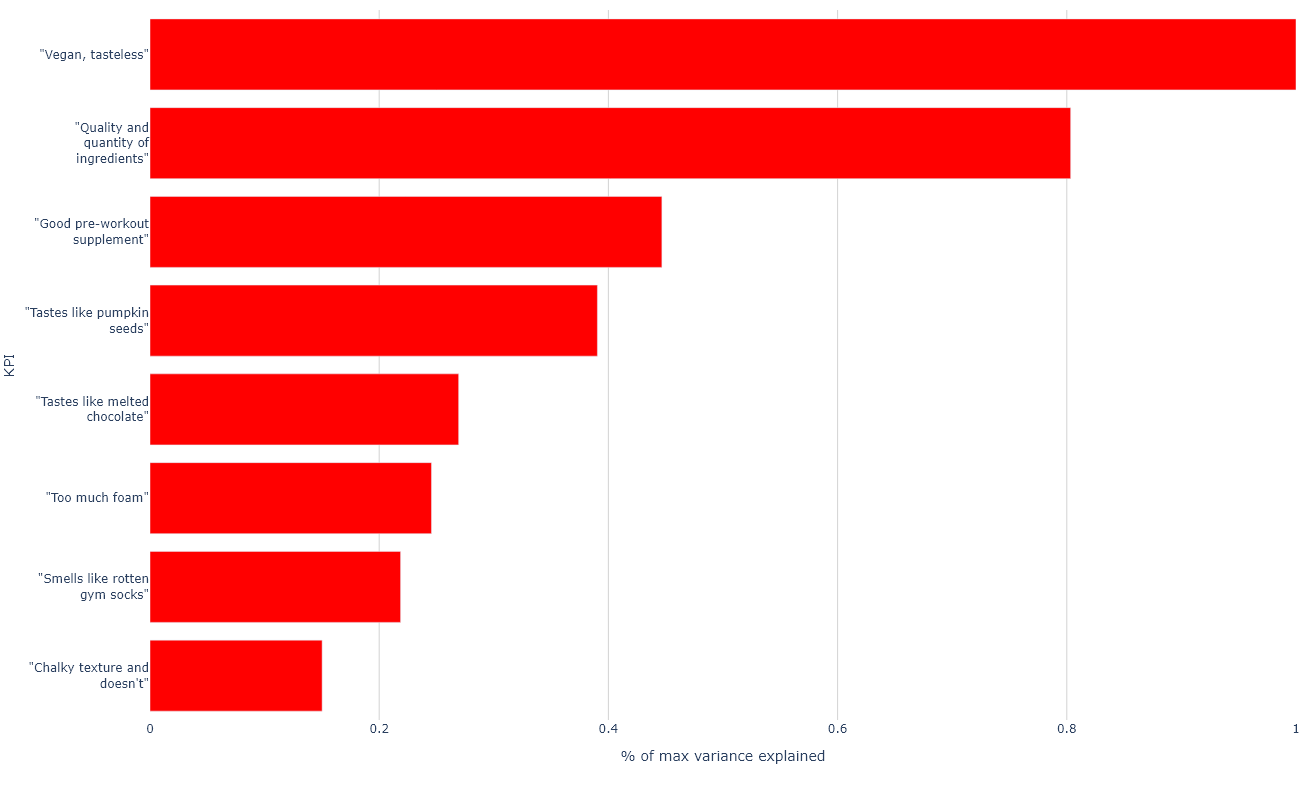 "Vegan, tasteless"
"Quality and
quantity of
ingredients"
"Good pre-workout
supplement"
"Tastes like pumpkin
seeds"
KPI
"Tastes like melted
chocolate"
"Too much foam"
"Smells like rotten
gym socks"
"Chalky texture and
doesn't"
0 0.2 0.4 0.6 0.8 1
% of max variance explained